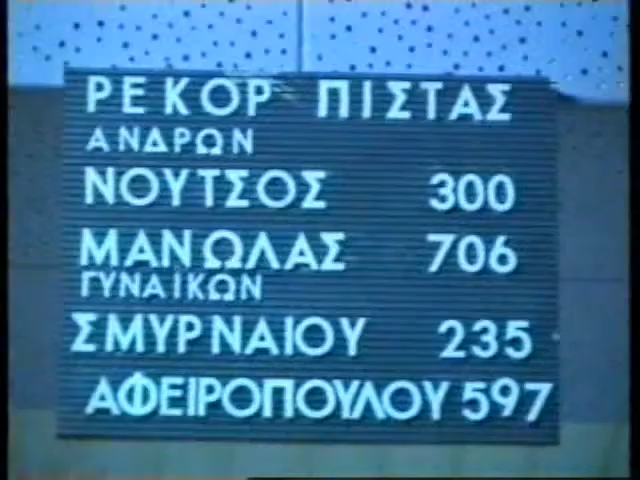 ΡΕΚΟΡ ΠΙΣΤΑΣ
ΑΝΔΡΩΝ
ΝΟΥΤΣΟΣ 300
ΜΑΝΩΛΑΣ 706
ΓΥΝΑΙΚΩΝ
ΣΜΥΡΝΑΙΟΥ 235
ΑΦΕΙΡΟΠΟΥΛΟΥ 597